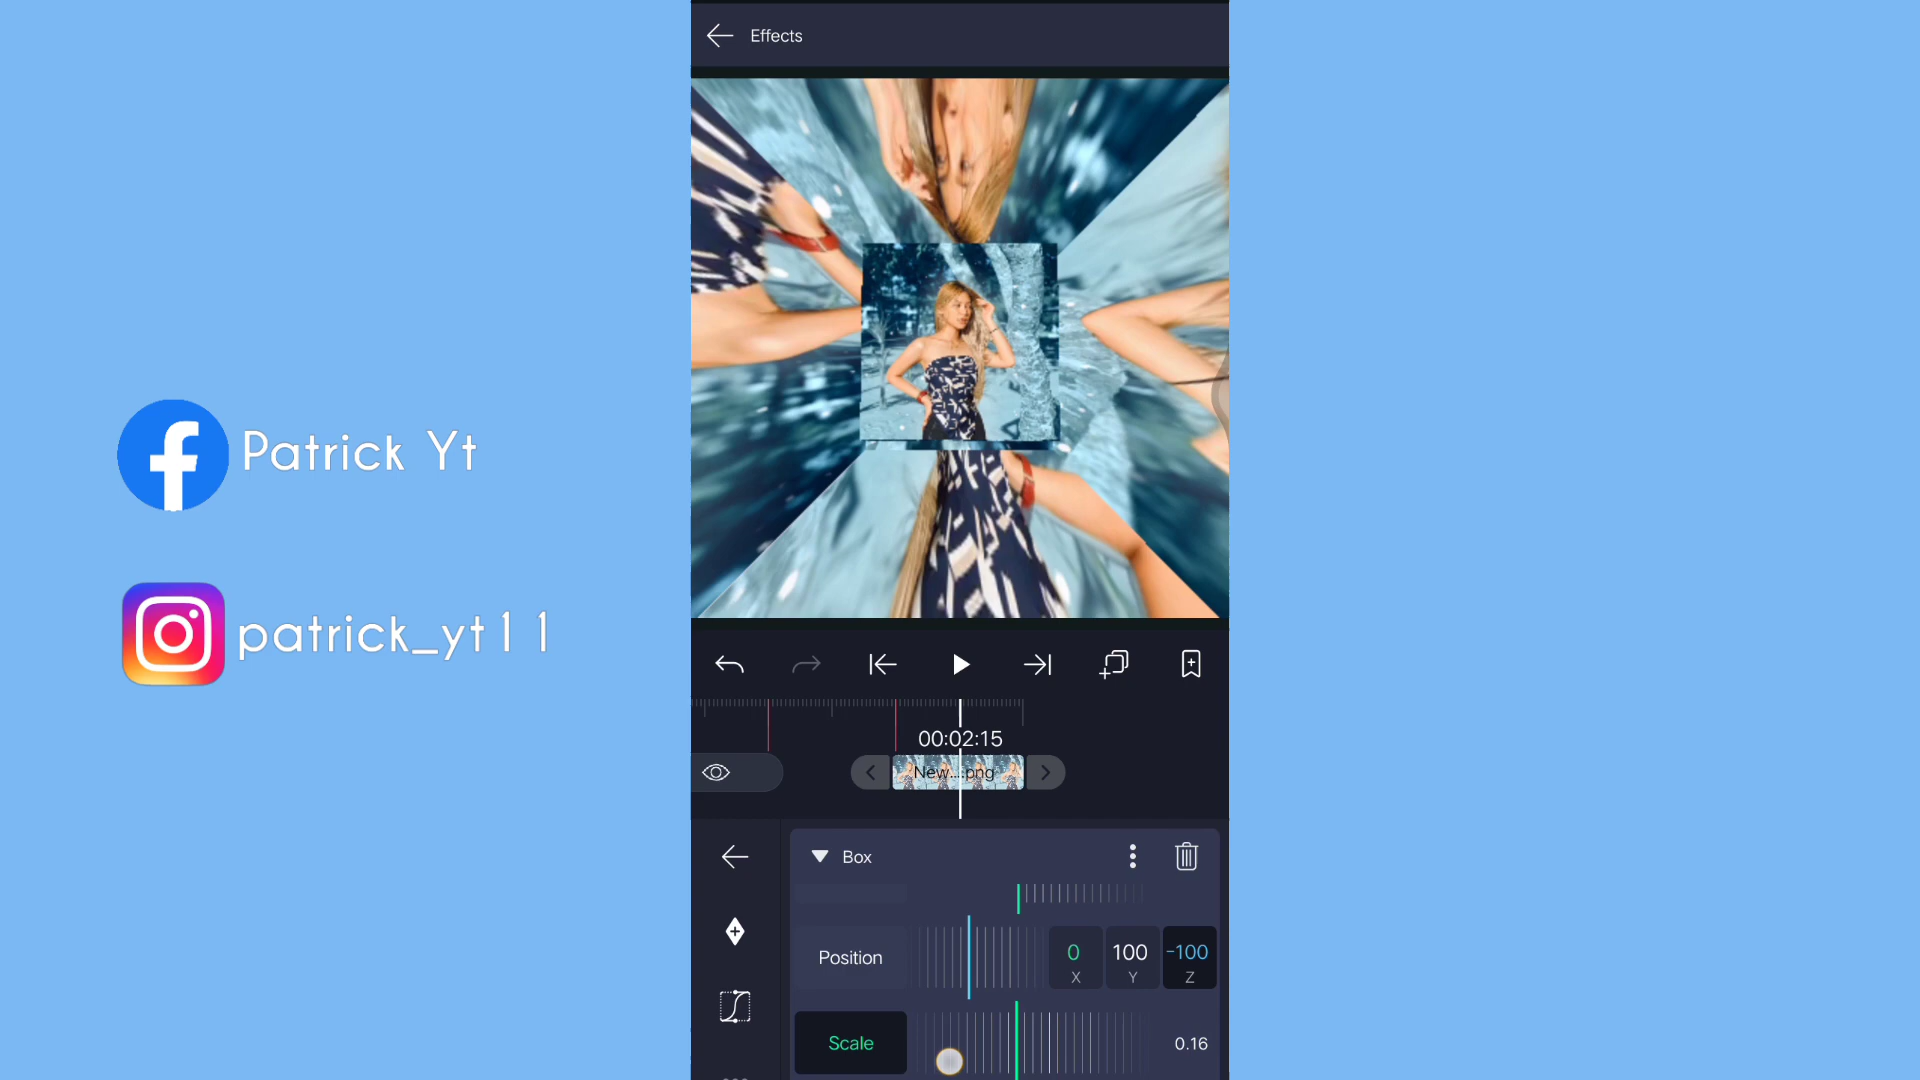 Effects
Patrick Yt
patrick_yt11
00:02:15
New....png
Box
Position
0
X
100
Y
-100
Z
Scale
0.16